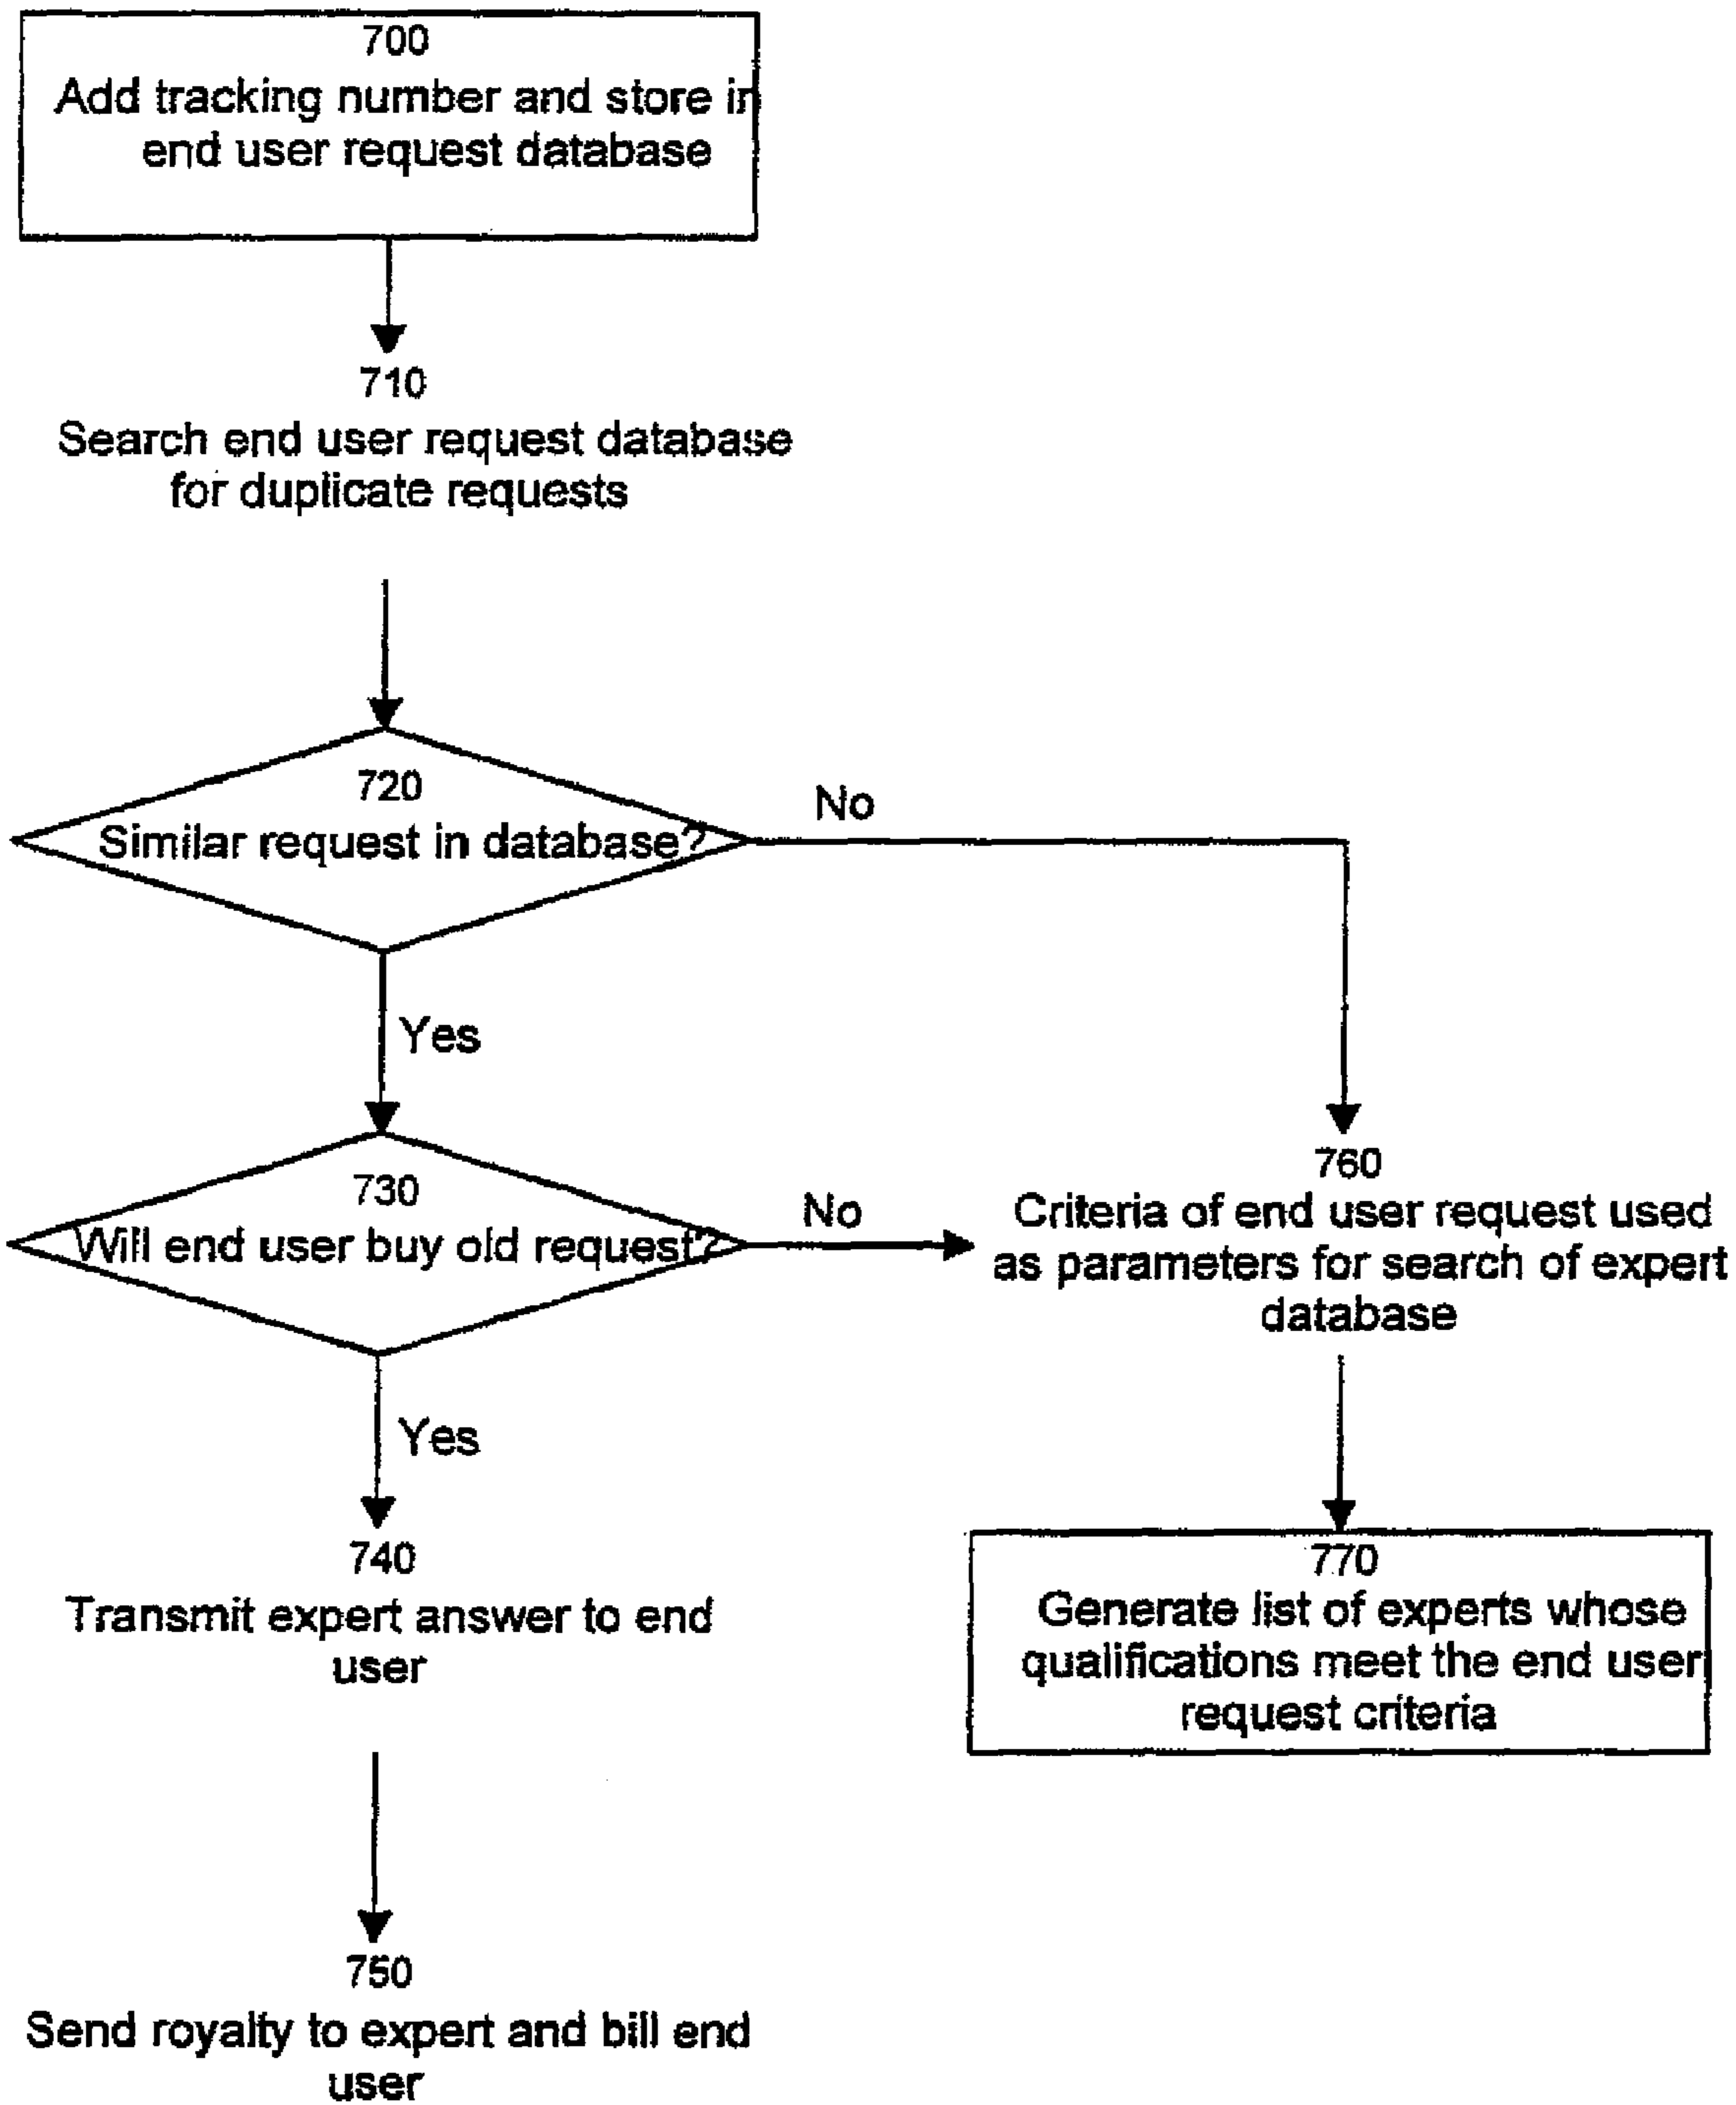 700
Add tracking number and store in
end user request database
710
Search end user request database
for duplicate requests
720
Similar request in database?
No
Yes
730
Will end user buy old request?
No
760
Criteria of end user request used
as parameters for search of expert
database
Yes
740
Transmit expert answer to end
user
770
Generate list of experts whose
qualifications meet the end user
request criteria
750
Send royalty to expert and bill end
user